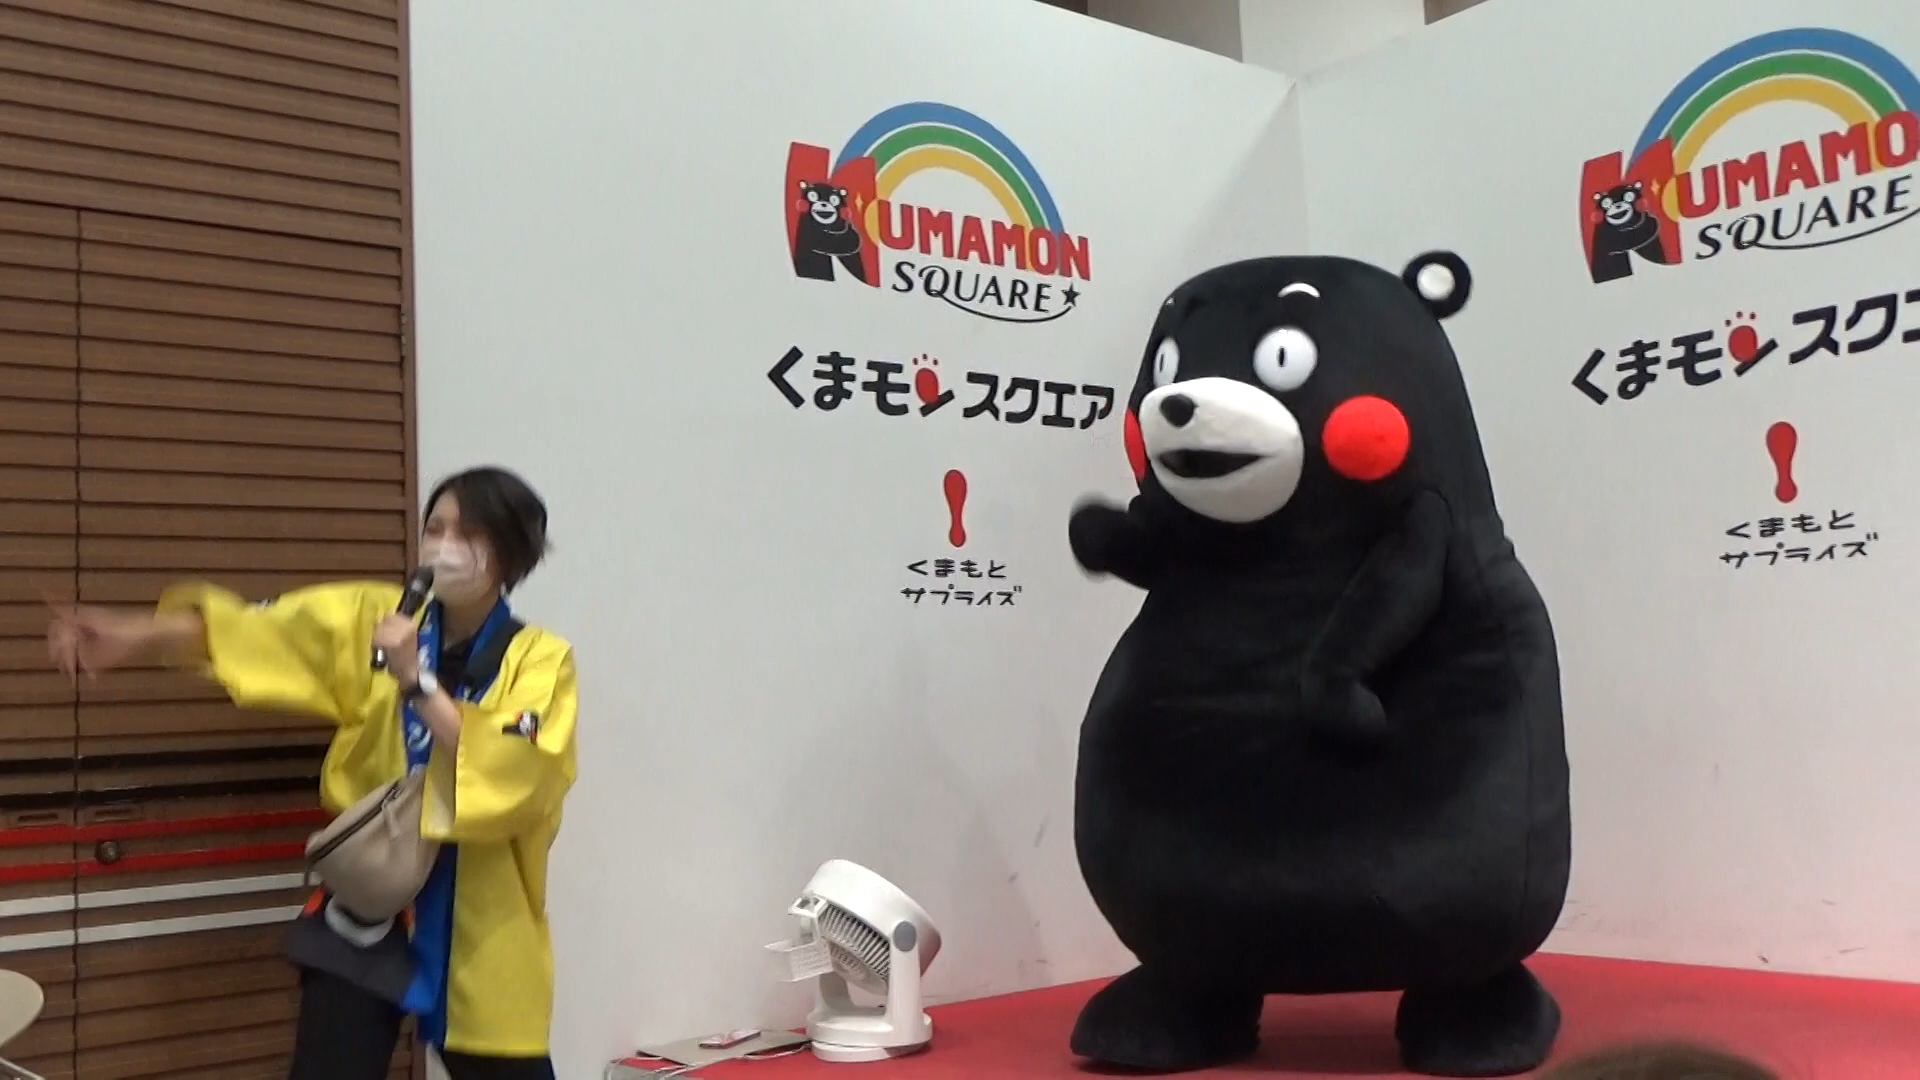 KUMAMON
SQUARE★
くまモンスクエア
くまもと
サプライズ
KUMAMO
SQUARE
くまモンスクエ
くまもと
サプライズ